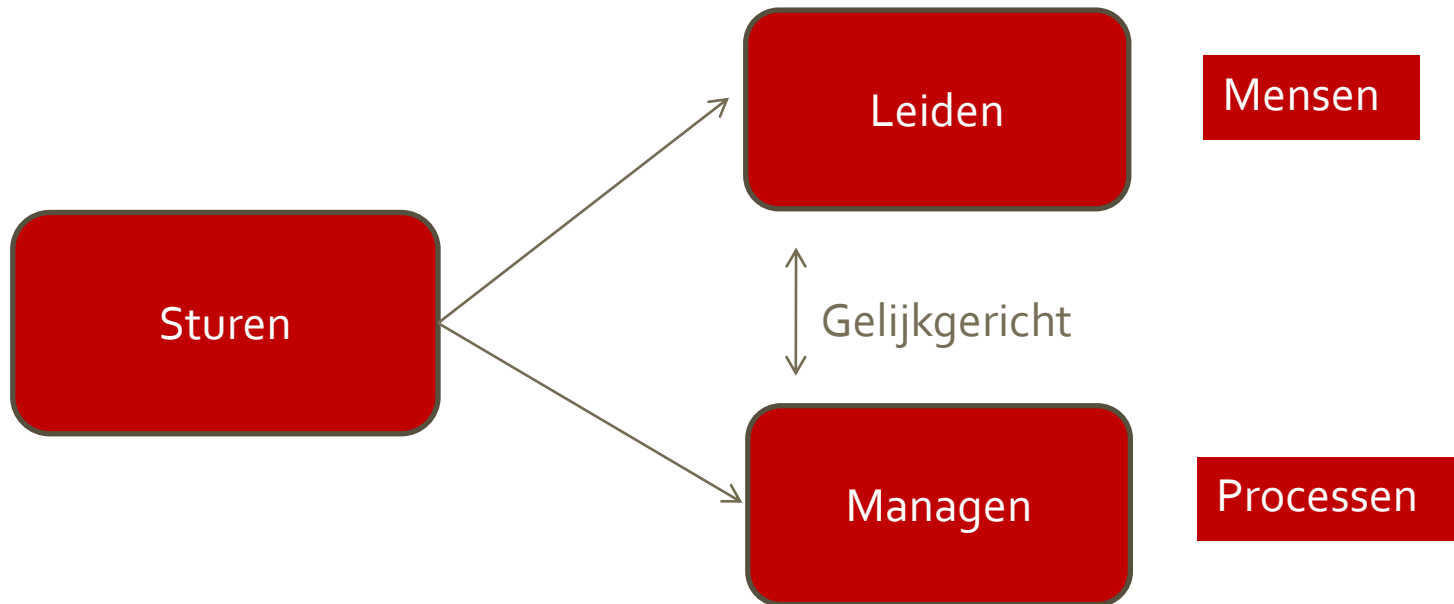 Leiden
Mensen
Sturen
Gelijkgericht
Managen
Processen